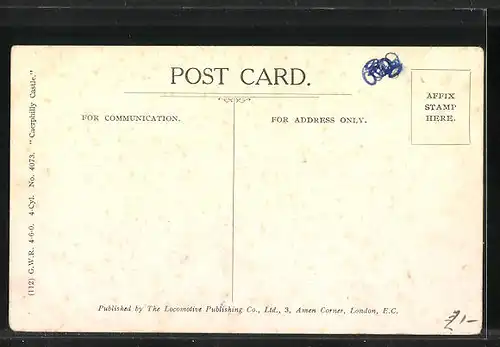 POST CARD.
FOR COMMUNICATION.
FOR ADDRESS ONLY.
AFFIX
STAMP
HERE.
(112) G.W.R. 4-6-0. 4-Cyl. No. 4073. "Caerphilly Castle."
Published by The Locomotive Publishing Co., Ltd., 3, Amen Corner, London, E.C.